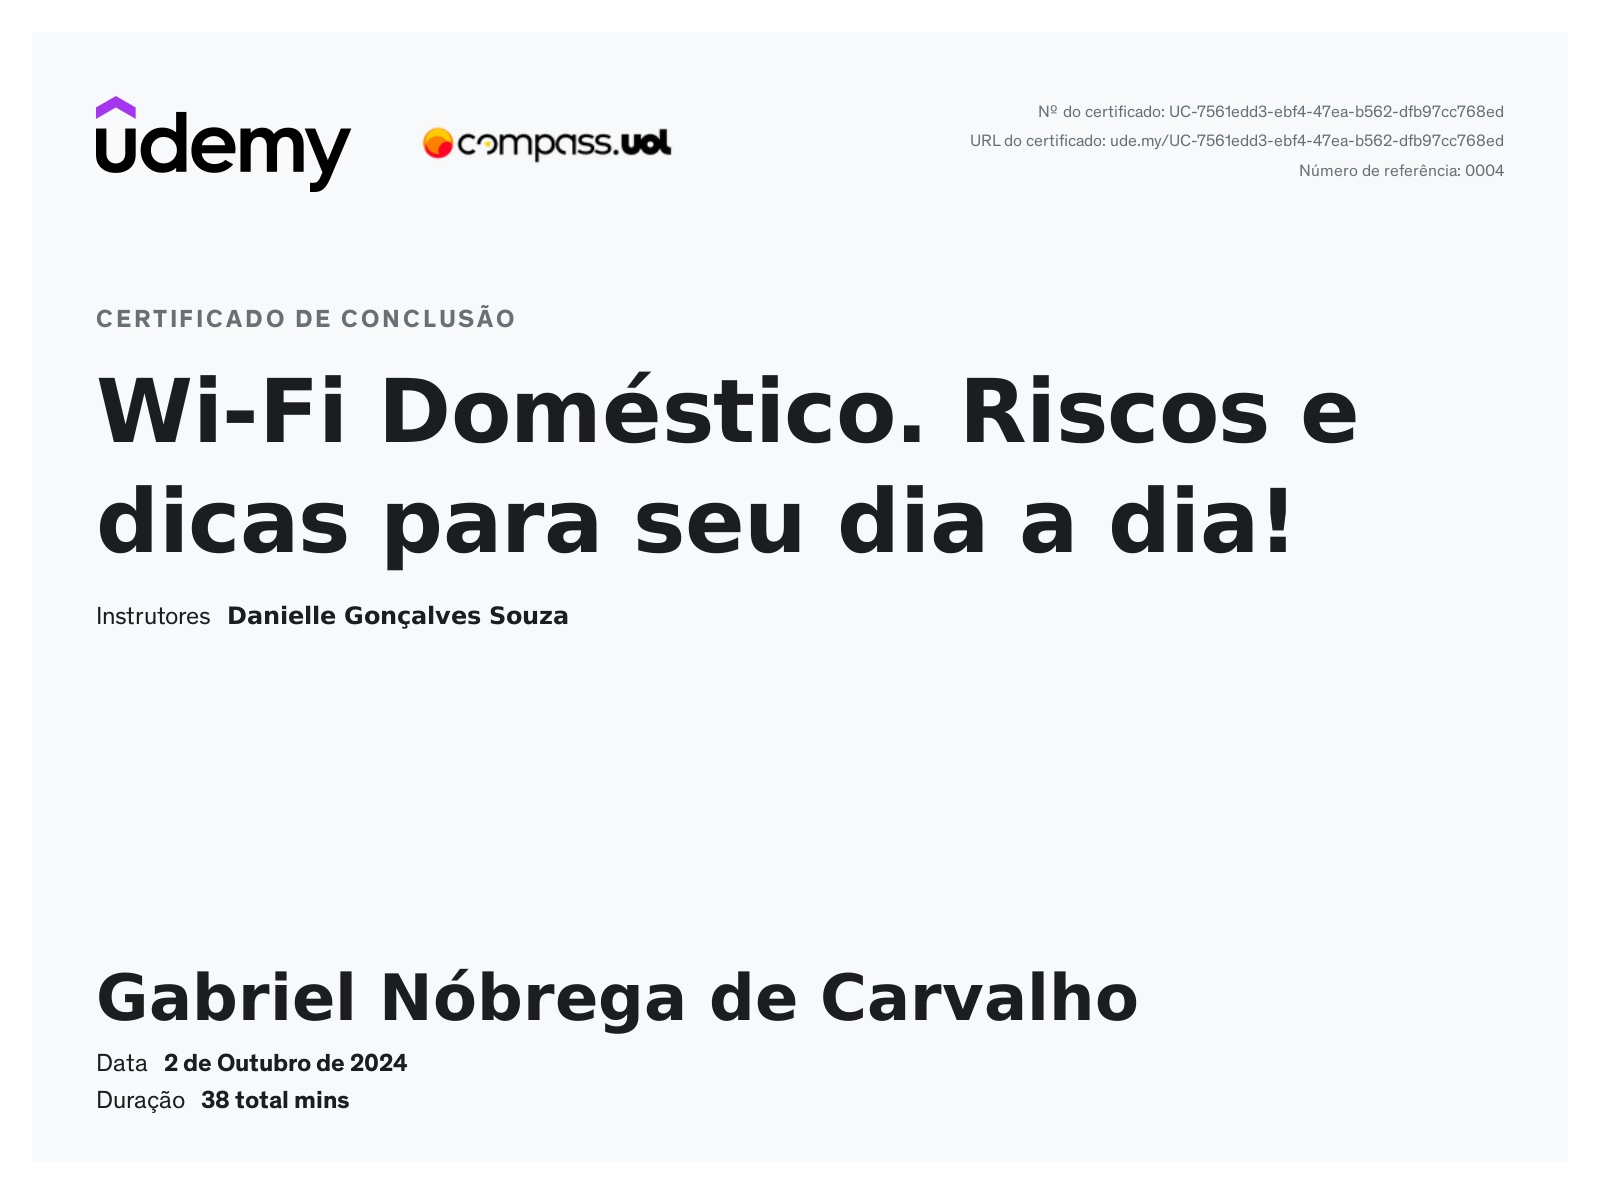 udemy
compass.uol
Nº do certificado: UC-7561edd3-ebf4-47ea-b562-dfb97cc768ed
URL do certificado: ude.my/UC-7561edd3-ebf4-47ea-b562-dfb97cc768ed
Número de referência: 0004
CERTIFICADO DE CONCLUSÃO
Wi-Fi Doméstico. Riscos e
dicas para seu dia a dia!
Instrutores Danielle Gonçalves Souza
Gabriel Nóbrega de Carvalho
Data 2 de Outubro de 2024
Duração 38 total mins